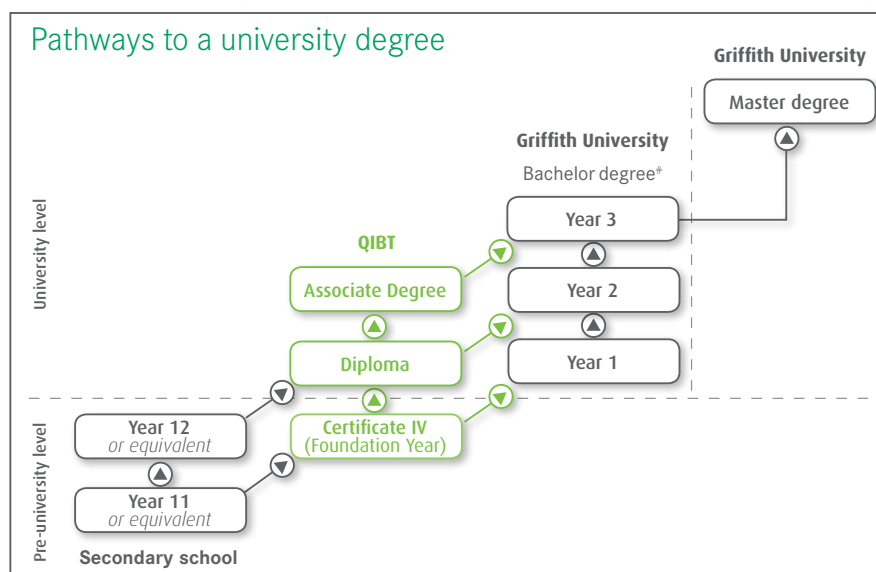 Pathways to a university degree
Griffith University
Master degree
Griffith University
Bachelor degree#
Year 3
QIBT
Associate Degree
Year 2
Diploma
Year 1
University level
Year 12
or equivalent
Certificate IV
(Foundation Year)
Year 11
or equivalent
Pre-university level
Secondary school